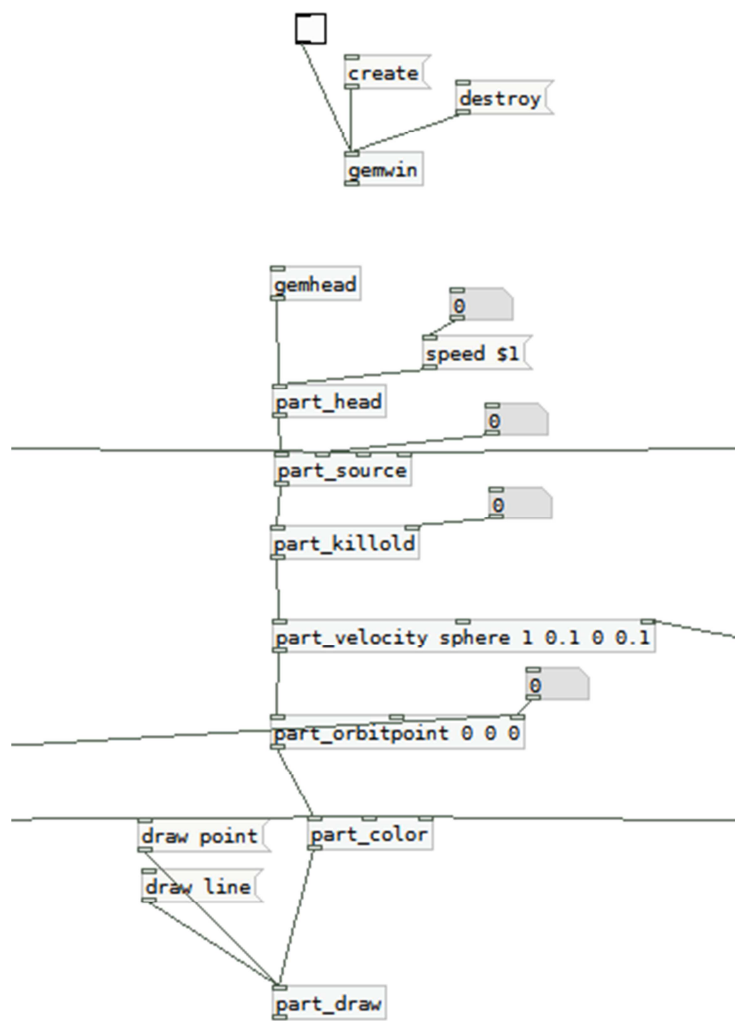 create
destroy
gemwin
gemhead
0
speed $1
part_head
0
part_source
0
part_killold
part_velocity sphere 1 0.1 0 0.1
0
part_orbitpoint 0 0 0
draw point
part_color
draw line
part_draw